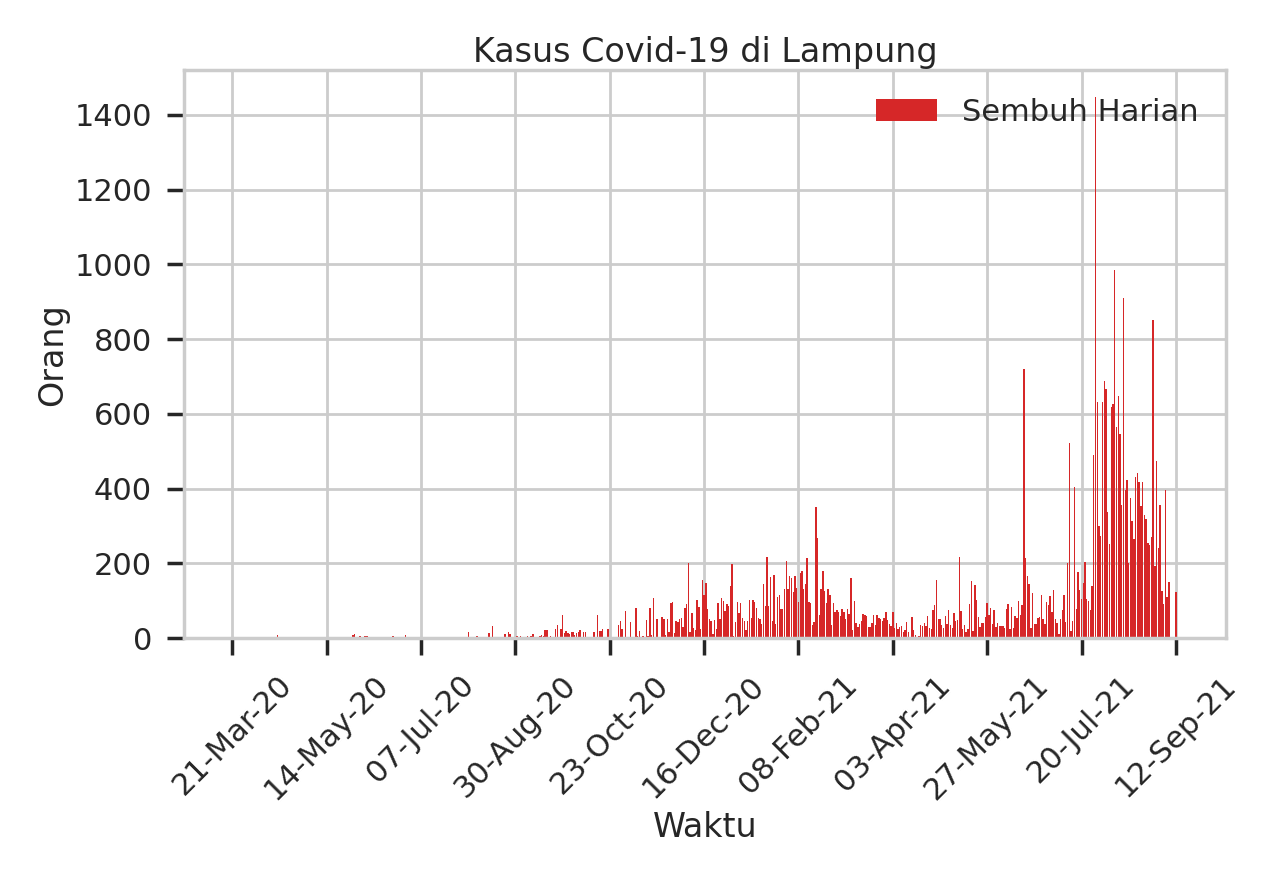 Kasus Covid-19 di Lampung
Sembuh Harian
Orang
1400
1200
1000
800
600
400
200
0
21-Mar-20
14-May-20
07-Jul-20
30-Aug-20
23-Oct-20
16-Dec-20
08-Feb-21
03-Apr-21
27-May-21
20-Jul-21
12-Sep-21
Waktu